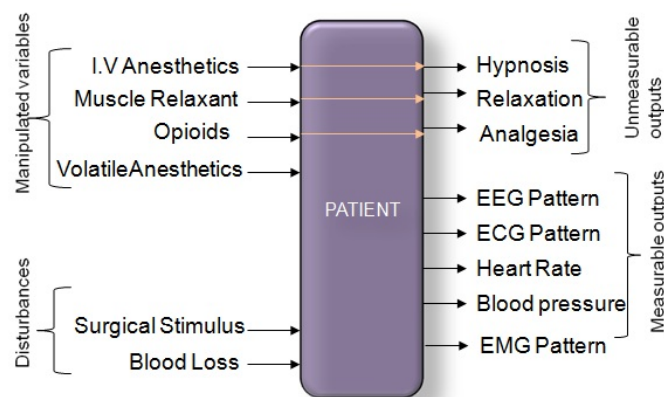 Manipulated variables
I.V Anesthetics
Muscle Relaxant
Opioids
VolatileAnesthetics
Disturbances
Surgical Stimulus
Blood Loss
PATIENT
Hypnosis
Relaxation
Analgesia
Unmeasurable
outputs
EEG Pattern
ECG Pattern
Heart Rate
Blood pressure
EMG Pattern
Measurable outputs